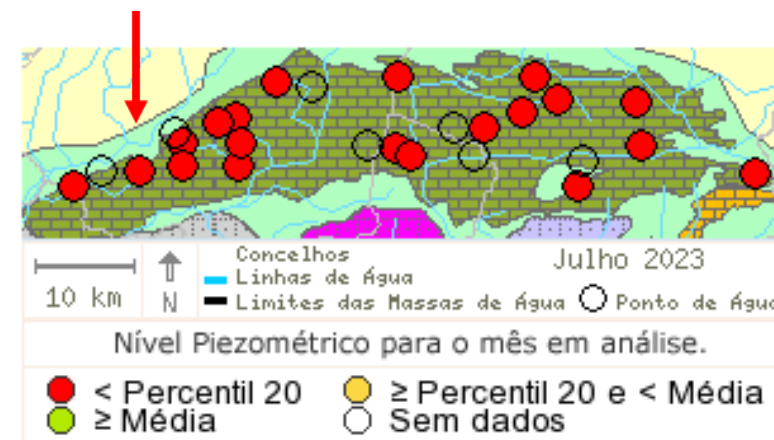 Concelhos
Julho 2023
Linhas de Água
10 km
N
Limites das Massas de Água
Ponto de Água
Nível Piezométrico para o mês em análise.
< Percentil 20
≥ Percentil 20 e < Média
≥ Média
Sem dados